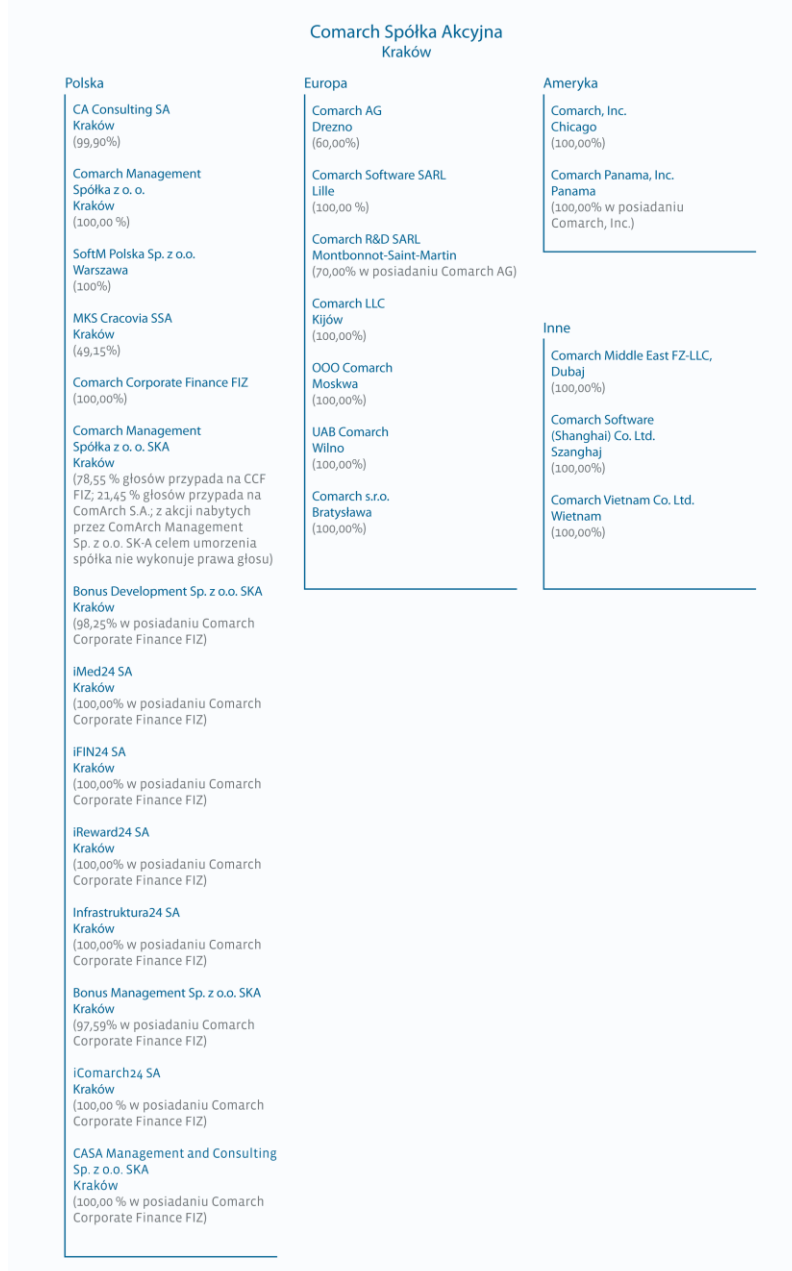 Comarch Spółka Akcyjna
Kraków
Polska
CA Consulting SA
Kraków
(99,90%)
Comarch Management
Spółka z o. o.
Kraków
(100,00 %)
SoftM Polska Sp. z o.o.
Warszawa
(100%)
MKS Cracovia SSA
Kraków
(49,15%)
Comarch Corporate Finance FIZ
(100,00%)
Comarch Management
Spółka z o. o. SKA
Kraków
(78,55 % głosów przypada na CCF
FIZ; 21,45 % głosów przypada na
ComArch S.A.; z akcji nabytych
przez ComArch Management
Sp. z o.o. SK-A celem umorzenia
spółka nie wykonuje prawa głosu)
Bonus Development Sp. z o.o. SKA
Kraków
(98,25% w posiadaniu Comarch
Corporate Finance FIZ)
iMed24 SA
Kraków
(100,00% w posiadaniu Comarch
Corporate Finance FIZ)
iFIN24 SA
Kraków
(100,00% w posiadaniu Comarch
Corporate Finance FIZ)
iReward24 SA
Kraków
(100,00% w posiadaniu Comarch
Corporate Finance FIZ)
Infrastruktura24 SA
Kraków
(100,00% w posiadaniu Comarch
Corporate Finance FIZ)
Bonus Management Sp. z o.o. SKA
Kraków
(97,59% w posiadaniu Comarch
Corporate Finance FIZ)
iComarch24 SA
Kraków
(100,00 % w posiadaniu Comarch
Corporate Finance FIZ)
CASA Management and Consulting
Sp. z o.o. SKA
Kraków
(100,00 % w posiadaniu Comarch
Corporate Finance FIZ)
Europa
Comarch AG
Drezno
(60,00%)
Comarch Software SARL
Lille
(100,00 %)
Comarch R&D SARL
Montbonnot-Saint-Martin
(70,00% w posiadaniu Comarch AG)
Comarch LLC
Kijów
(100,00%)
OOO Comarch
Moskwa
(100,00%)
UAB Comarch
Wilno
(100,00%)
Comarch s.r.o.
Bratysława
(100,00%)
Ameryka
Comarch, Inc.
Chicago
(100,00%)
Comarch Panama, Inc.
Panama
(100,00% w posiadaniu
Comarch, Inc.)
Inne
Comarch Middle East FZ-LLC,
Dubaj
(100,00%)
Comarch Software
(Shanghai) Co. Ltd.
Szanghaj
(100,00%)
Comarch Vietnam Co. Ltd.
Wietnam
(100,00%)